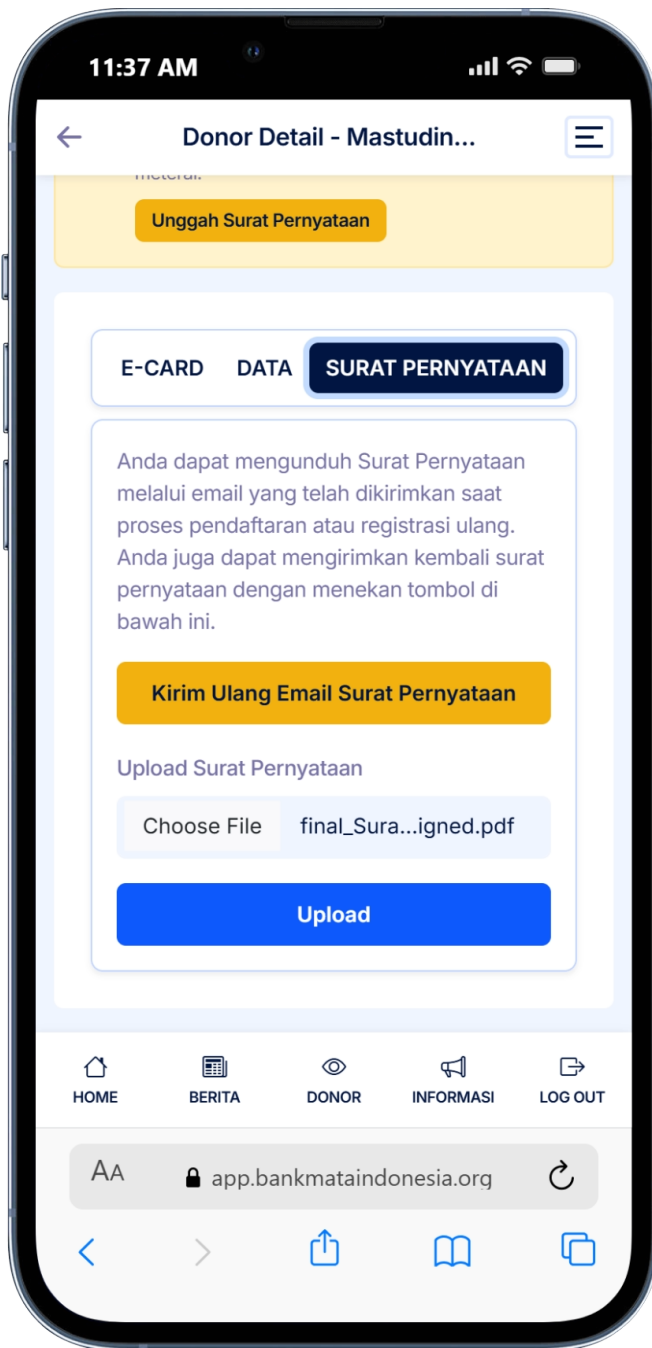 11:37 AM
Donor Detail - Mastudin...
meterai.
Unggah Surat Pernyataan
E-CARD DATA SURAT PERNYATAAN
Anda dapat mengunduh Surat Pernyataan
melalui email yang telah dikirimkan saat
proses pendaftaran atau registrasi ulang.
Anda juga dapat mengirimkan kembali surat
pernyataan dengan menekan tombol di
bawah ini.
Kirim Ulang Email Surat Pernyataan
Upload Surat Pernyataan
Choose File final_Sura...igned.pdf
Upload
HOME BERITA DONOR INFORMASI LOG OUT
AA app.bankmataindonesia.org